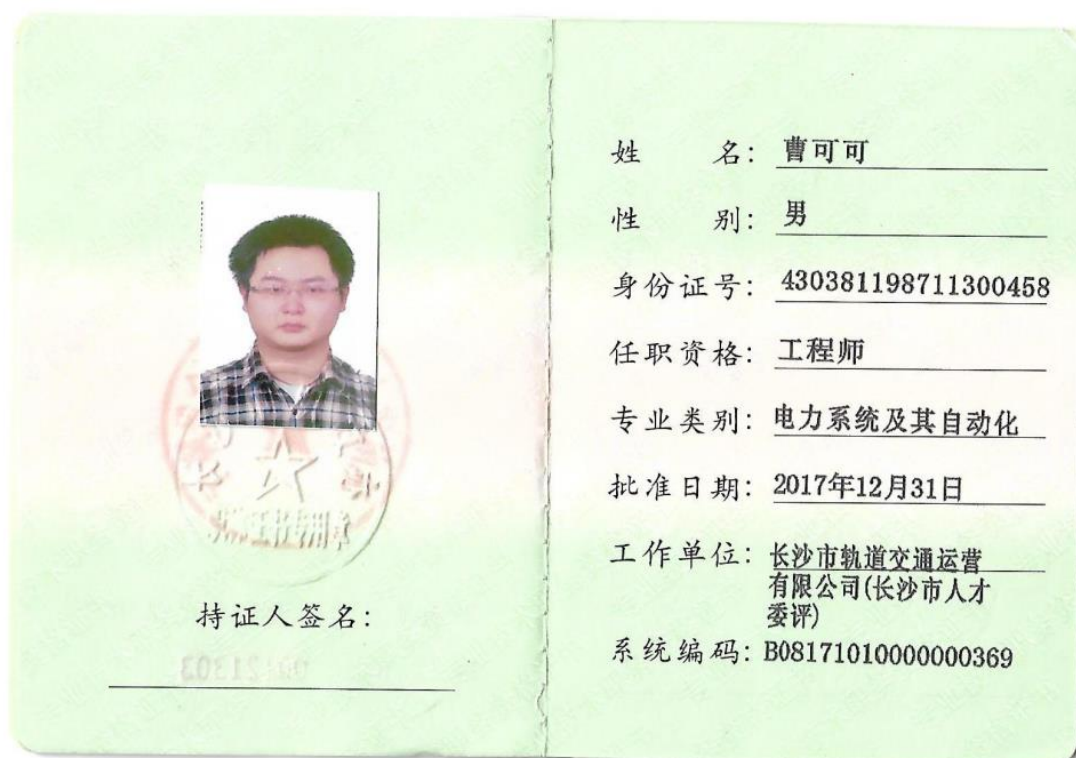 持证人签名:
姓 名: 曹可可
性 别: 男
身份证号: 430381198711300458
任职资格: 工程师
专业类别: 电力系统及其自动化
批准日期: 2017年12月31日
工作单位: 长沙市轨道交通运营
有限公司(长沙市人才
委评)
系统编码: B08171010000000369